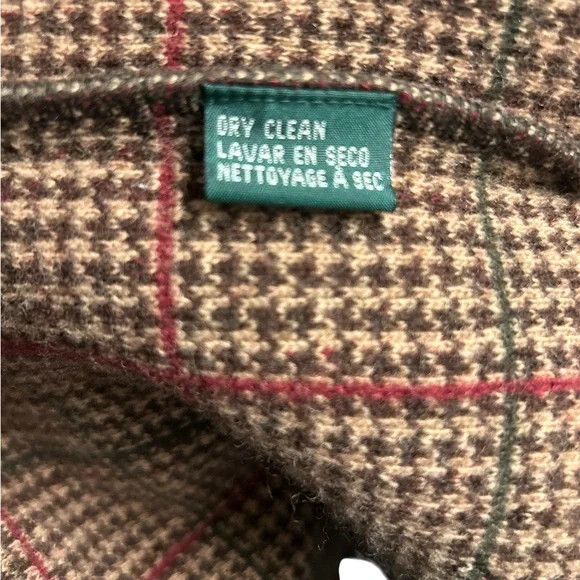 DRY CLEAN
LAVAR EN SECO
NETTOYAGE À SEC